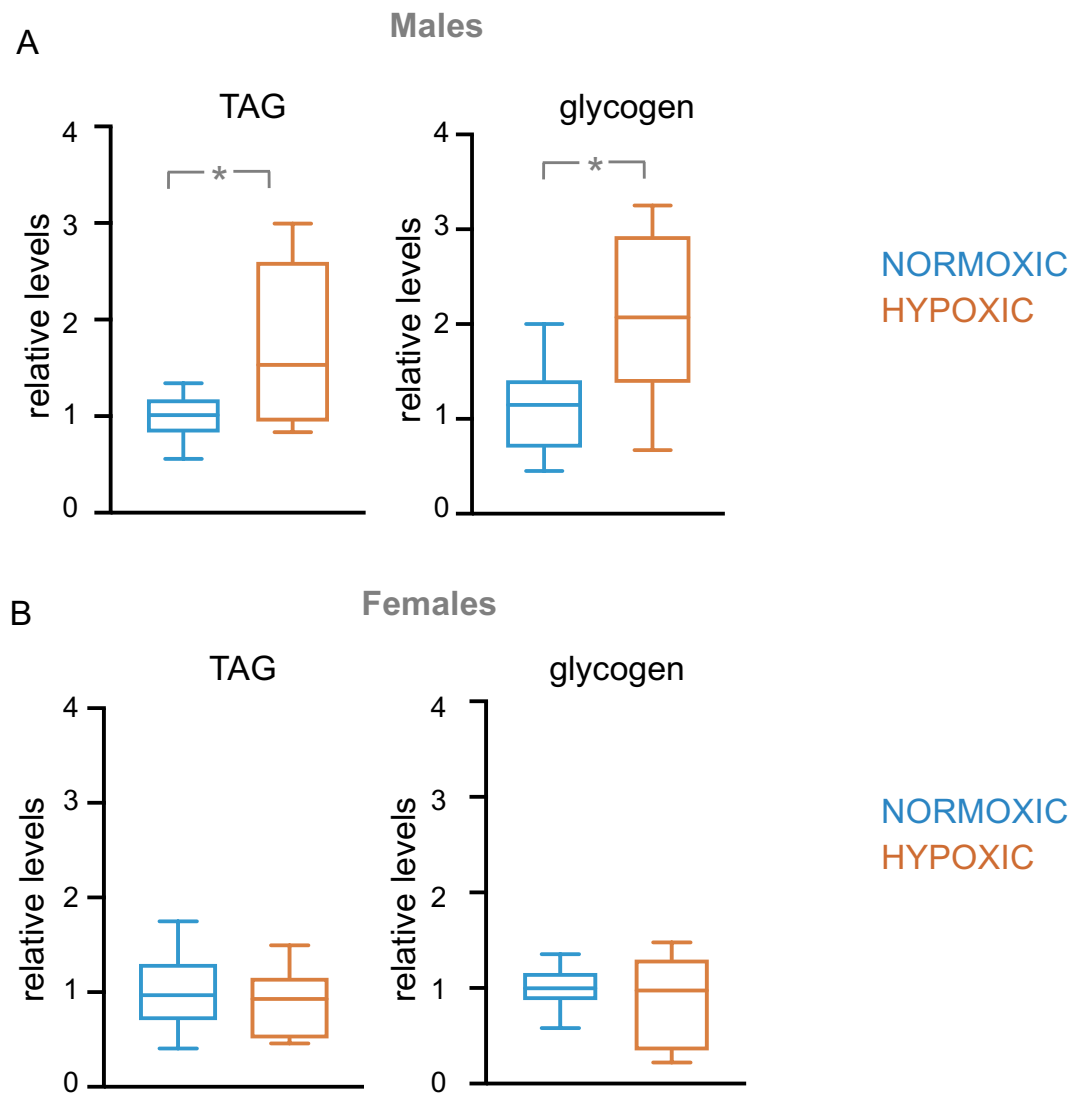 A
Males
TAG
glycogen
relative levels
4
3
2
1
0
*
relative levels
4
3
2
1
0
*
NORMOXIC
HYPOXIC
B
Females
TAG
glycogen
relative levels
4
3
2
1
0
relative levels
4
3
2
1
0
NORMOXIC
HYPOXIC